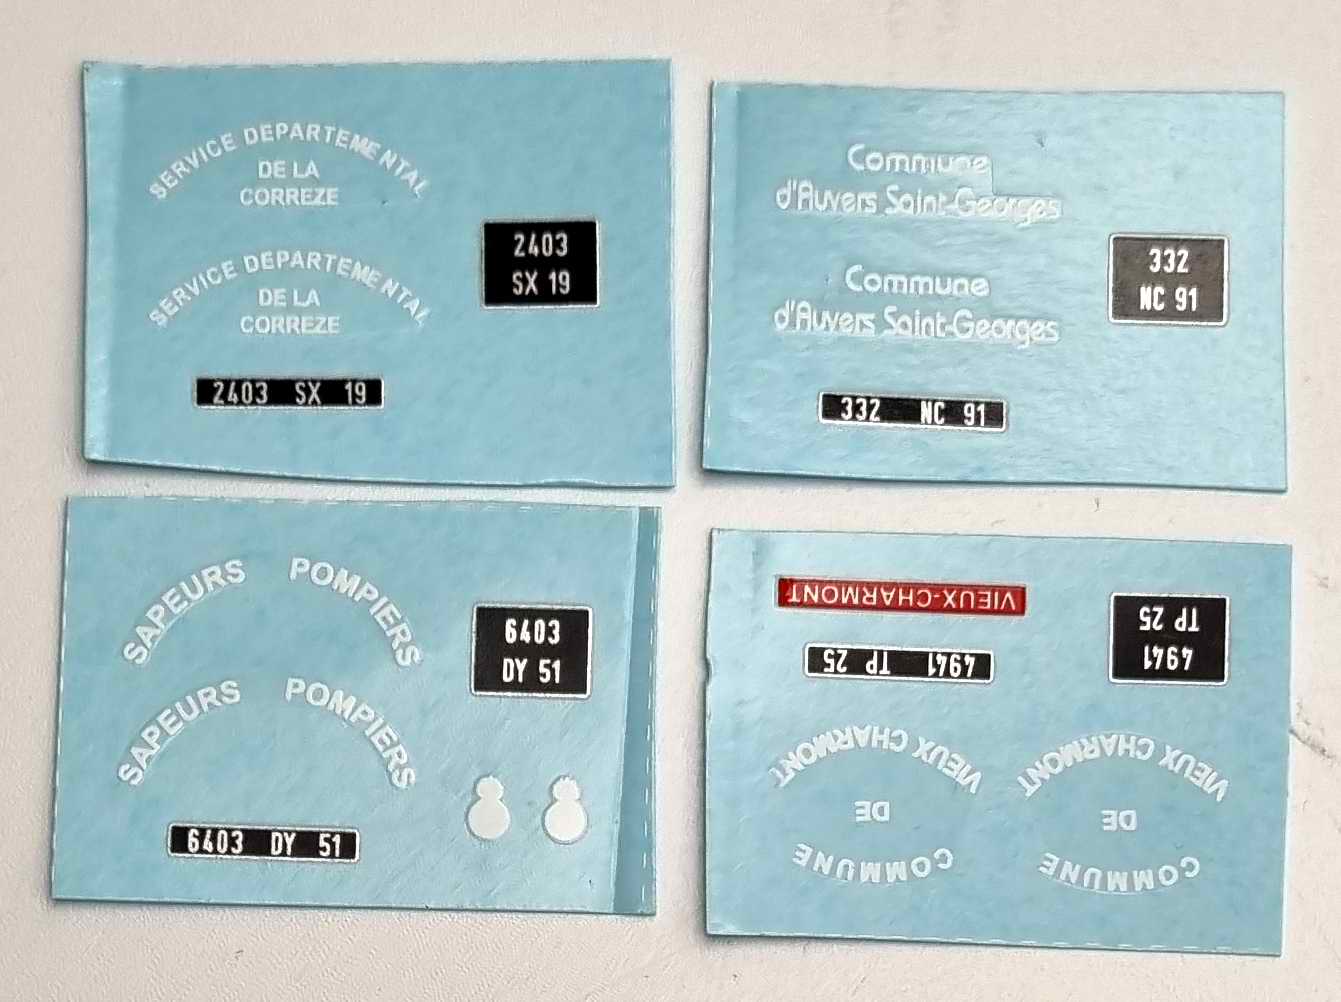 SERVICE DEPARTEMENTAL
DE LA
CORREZE
2403
SX 19
SERVICE DEPARTEMENTAL
DE LA
CORREZE
2403 SX 19
Commune
d'Auvers Saint-Georges
332
NC 91
Commune
d'Auvers Saint-Georges
332 NC 91
SAPEURS POMPIERS
6403
DY 51
SAPEURS POMPIERS
6403 DY 51
COMMUNE
DE
VIEUX CHARMONT
COMMUNE
DE
VIEUX CHARMONT
4941
TP 25
4941 TP 25
VIEUX-CHARMONT